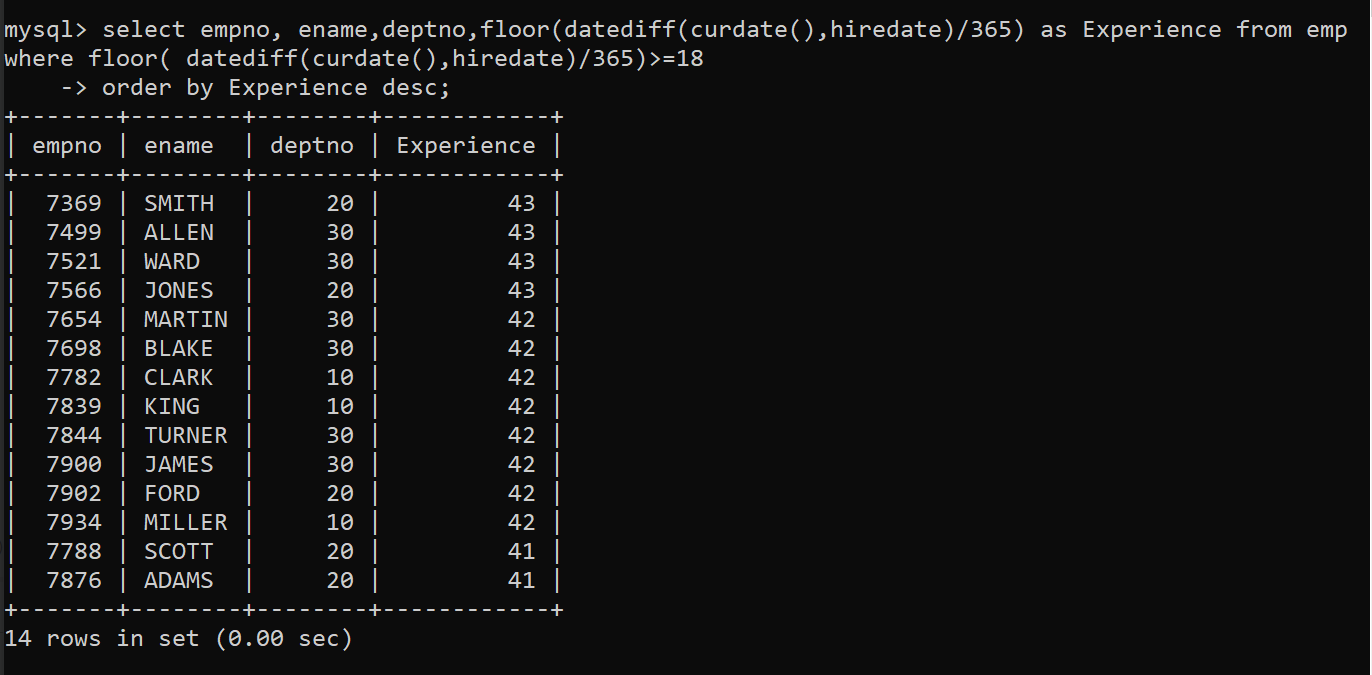 mysql> select empno, ename,deptno,floor(datediff(curdate(),hiredate)/365) as Experience from emp
where floor( datediff(curdate(),hiredate)/365)>=18
    -> order by Experience desc;
+-------+--------+--------+------------+
| empno | ename  | deptno | Experience |
+-------+--------+--------+------------+
|  7369 | SMITH  |     20 |         43 |
|  7499 | ALLEN  |     30 |         43 |
|  7521 | WARD   |     30 |         43 |
|  7566 | JONES  |     20 |         43 |
|  7654 | MARTIN |     30 |         42 |
|  7698 | BLAKE  |     30 |         42 |
|  7782 | CLARK  |     10 |         42 |
|  7839 | KING   |     10 |         42 |
|  7844 | TURNER |     30 |         42 |
|  7900 | JAMES  |     30 |         42 |
|  7902 | FORD   |     20 |         42 |
|  7934 | MILLER |     10 |         42 |
|  7788 | SCOTT  |     20 |         41 |
|  7876 | ADAMS  |     20 |         41 |
+-------+--------+--------+------------+
14 rows in set (0.00 sec)